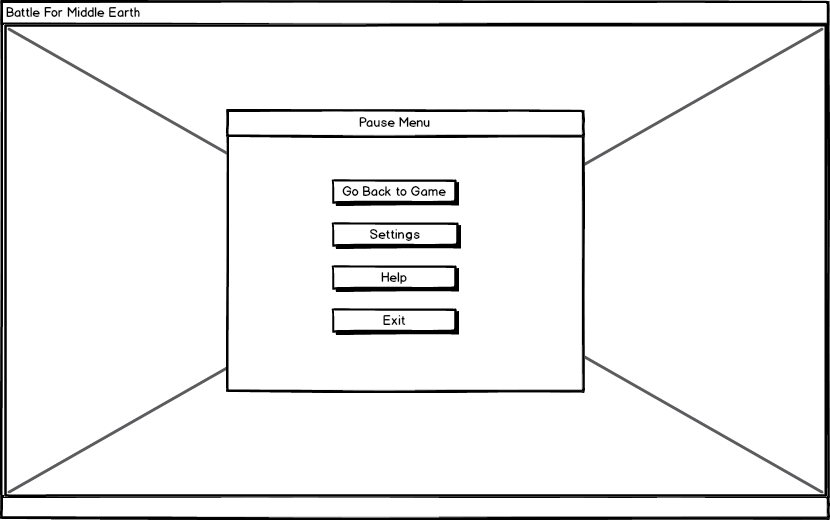 Battle For Middle Earth
Pause Menu
Go Back to Game
Settings
Help
Exit